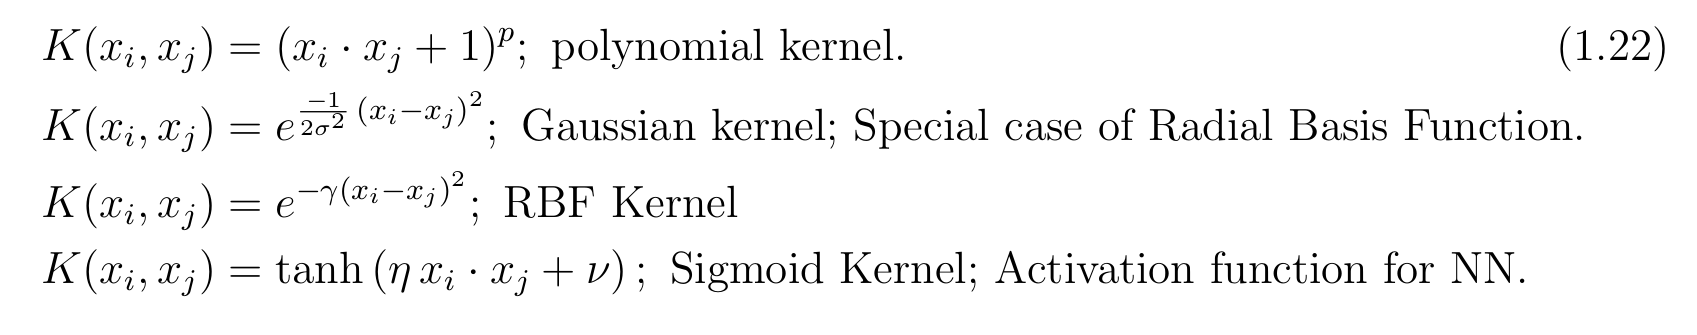 K(x_i, x_j) = (x_i · x_j + 1)^p; polynomial kernel. (1.22)
K(x_i, x_j) = e^{\frac{-1}{2σ^2} (x_i−x_j)^2}; Gaussian kernel; Special case of Radial Basis Function.
K(x_i, x_j) = e^{−γ(x_i−x_j)^2}; RBF Kernel
K(x_i, x_j) = tanh (η x_i · x_j + ν) ; Sigmoid Kernel; Activation function for NN.